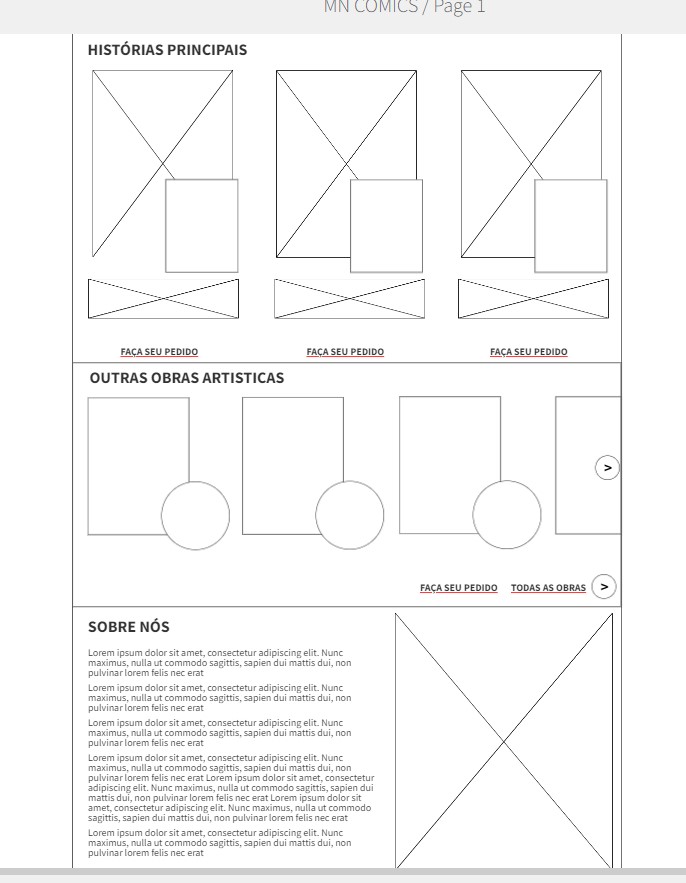 MN COMICS / Page 1
HISTÓRIAS PRINCIPAIS
FAÇA SEU PEDIDO
FAÇA SEU PEDIDO
FAÇA SEU PEDIDO
OUTRAS OBRAS ARTISTICAS
>
FAÇA SEU PEDIDO
TODAS AS OBRAS
>
SOBRE NÓS
Lorem ipsum dolor sit amet, consectetur adipiscing elit. Nunc
maximus, nulla ut commodo sagittis, sapien dui mattis dui, non
pulvinar lorem felis nec erat
Lorem ipsum dolor sit amet, consectetur adipiscing elit. Nunc
maximus, nulla ut commodo sagittis, sapien dui mattis dui, non
pulvinar lorem felis nec erat
Lorem ipsum dolor sit amet, consectetur adipiscing elit. Nunc
maximus, nulla ut commodo sagittis, sapien dui mattis dui, non
pulvinar lorem felis nec erat
Lorem ipsum dolor sit amet, consectetur adipiscing elit. Nunc
maximus, nulla ut commodo sagittis, sapien dui mattis dui, non
pulvinar lorem felis nec erat Lorem ipsum dolor sit amet, consectetur
adipiscing elit. Nunc maximus, nulla ut commodo sagittis, sapien dui
mattis dui, non pulvinar lorem felis nec erat Lorem ipsum dolor sit
amet, consectetur adipiscing elit. Nunc maximus, nulla ut commodo
sagittis, sapien dui mattis dui, non pulvinar lorem felis nec erat
Lorem ipsum dolor sit amet, consectetur adipiscing elit. Nunc
maximus, nulla ut commodo sagittis, sapien dui mattis dui, non
pulvinar lorem felis nec erat